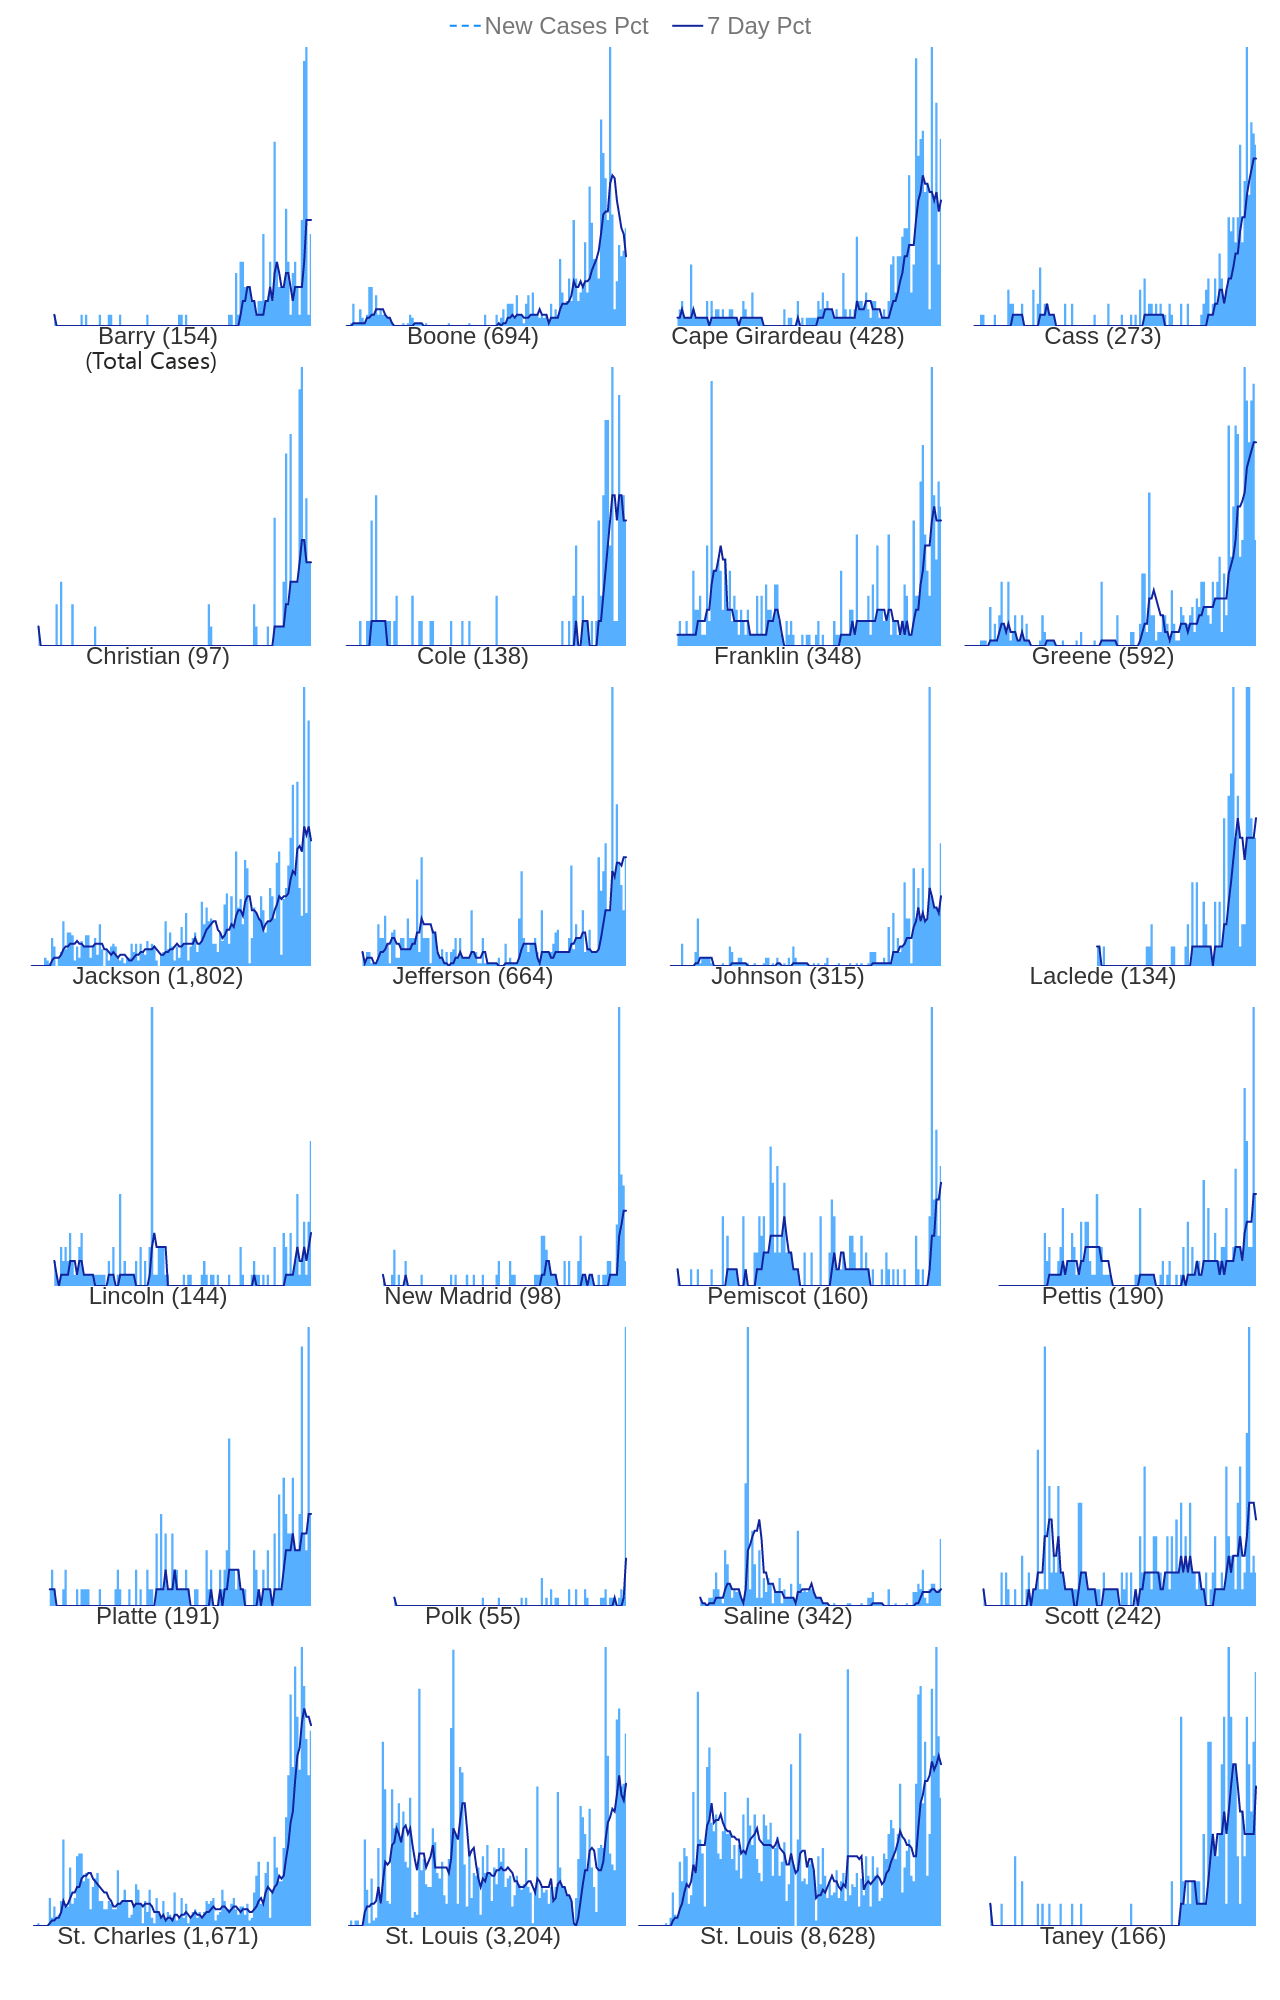 New Cases Pct 7 Day Pct
Barry (154) Boone (694) Cape Girardeau (428) Cass (273)
(Total Cases)
Christian (97) Cole (138) Franklin (348) Greene (592)
Jackson (1,802) Jefferson (664) Johnson (315) Laclede (134)
Lincoln (144) New Madrid (98) Pemiscot (160) Pettis (190)
Platte (191) Polk (55) Saline (342) Scott (242)
St. Charles (1,671) St. Louis (3,204) St. Louis (8,628) Taney (166)